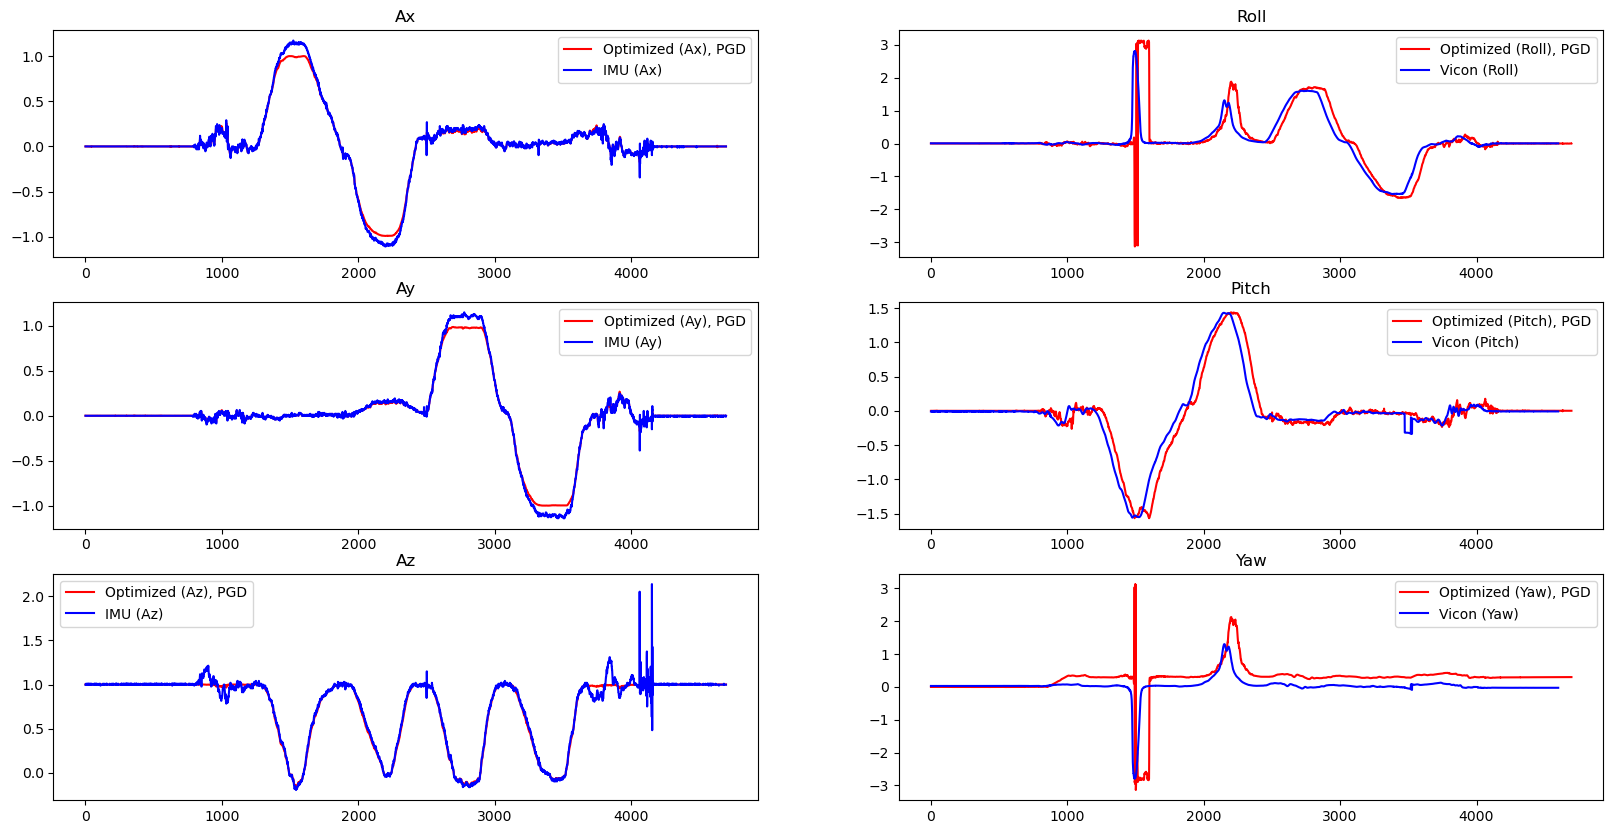 Ax
Optimized (Ax), PGD
IMU (Ax)
1.0
0.5
0.0
−0.5
−1.0
0 1000 2000 3000 4000
Roll
Optimized (Roll), PGD
Vicon (Roll)
3
2
1
0
−1
−2
−3
0 1000 2000 3000 4000
Ay
Optimized (Ay), PGD
IMU (Ay)
1.0
0.5
0.0
−0.5
−1.0
0 1000 2000 3000 4000
Pitch
Optimized (Pitch), PGD
Vicon (Pitch)
1.5
1.0
0.5
0.0
−0.5
−1.0
−1.5
0 1000 2000 3000 4000
Az
Optimized (Az), PGD
IMU (Az)
2.0
1.5
1.0
0.5
0.0
0 1000 2000 3000 4000
Yaw
Optimized (Yaw), PGD
Vicon (Yaw)
3
2
1
0
−1
−2
−3
0 1000 2000 3000 4000